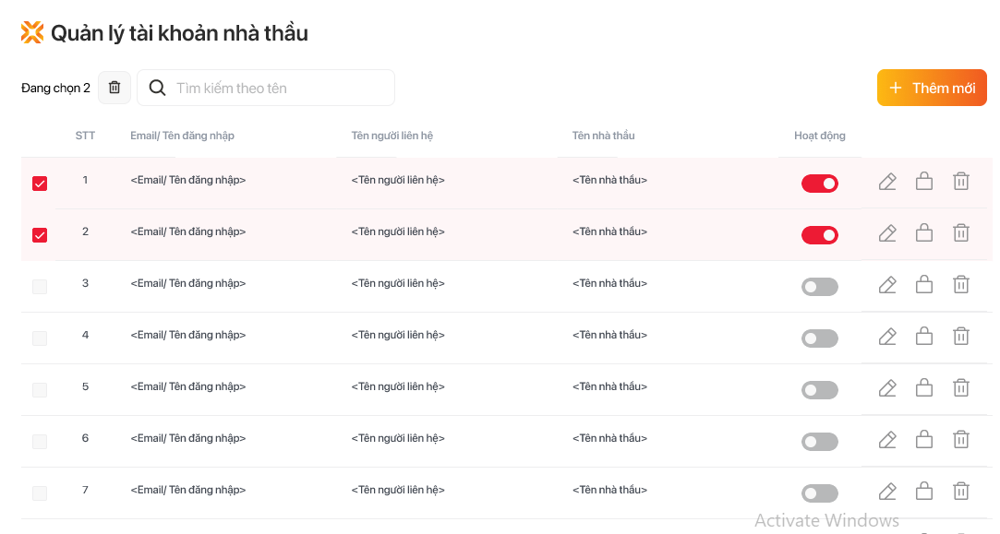 Quản lý tài khoản nhà thầu
Đang chọn 2 Tìm kiếm theo tên Thêm mới
STT Email/ Tên đăng nhập Tên người liên hệ Tên nhà thầu Hoạt động
1 <Email/ Tên đăng nhập> <Tên người liên hệ> <Tên nhà thầu>
2 <Email/ Tên đăng nhập> <Tên người liên hệ> <Tên nhà thầu>
3 <Email/ Tên đăng nhập> <Tên người liên hệ> <Tên nhà thầu>
4 <Email/ Tên đăng nhập> <Tên người liên hệ> <Tên nhà thầu>
5 <Email/ Tên đăng nhập> <Tên người liên hệ> <Tên nhà thầu>
6 <Email/ Tên đăng nhập> <Tên người liên hệ> <Tên nhà thầu>
7 <Email/ Tên đăng nhập> <Tên người liên hệ> <Tên nhà thầu>
Activate Windows